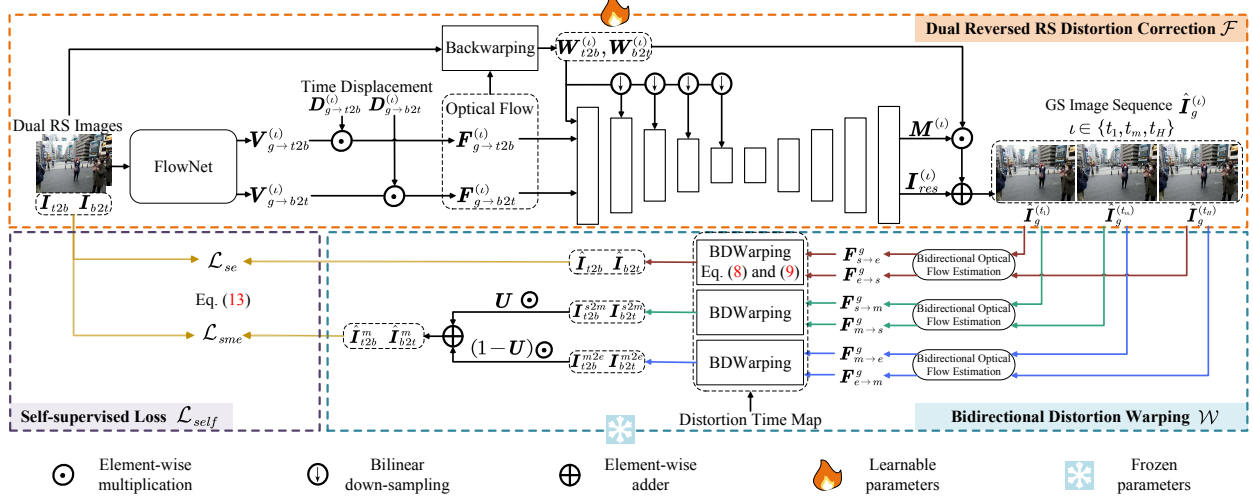 Dual Reversed RS Distortion Correction F
Backwarping
W_{t2b}^{(ι)}, W_{b2t}^{(ι)}
Time Displacement
D_{g→t2b}^{(ι)} D_{g→b2t}^{(ι)}
Optical Flow
GS Image Sequence Î_g^{(ι)}
ι ∈ {t_1, t_m, t_H}
Dual RS Images
FlowNet
V_{g→t2b}^{(ι)}
F_{g→t2b}^{(ι)}
M^{(ι)}
V_{g→b2t}^{(ι)}
F_{g→b2t}^{(ι)}
I_{res}^{(ι)}
I_{t2b} I_{b2t}
Î_g^{(t_1)} Î_g^{(t_m)} Î_g^{(t_H)}
L_{se}
Eq. (13)
L_{sme}
Î_{t2b} Î_{b2t}
BDWarping
Eq. (8) and (9)
F_{s→e}^g
F_{e→s}^g
Bidirectional Optical
Flow Estimation
U ⊙
I_{t2b}^{s2m} I_{b2t}^{s2m}
BDWarping
F_{s→m}^g
F_{m→s}^g
Bidirectional Optical
Flow Estimation
Î_{t2b}^m Î_{b2t}^m
(1−U)⊙
I_{t2b}^{m2e} I_{b2t}^{m2e}
BDWarping
F_{m→e}^g
F_{e→m}^g
Bidirectional Optical
Flow Estimation
Self-supervised Loss L_{self}
Distortion Time Map
Bidirectional Distortion Warping W
Element-wise
multiplication
Bilinear
down-sampling
Element-wise
adder
Learnable
parameters
Frozen
parameters